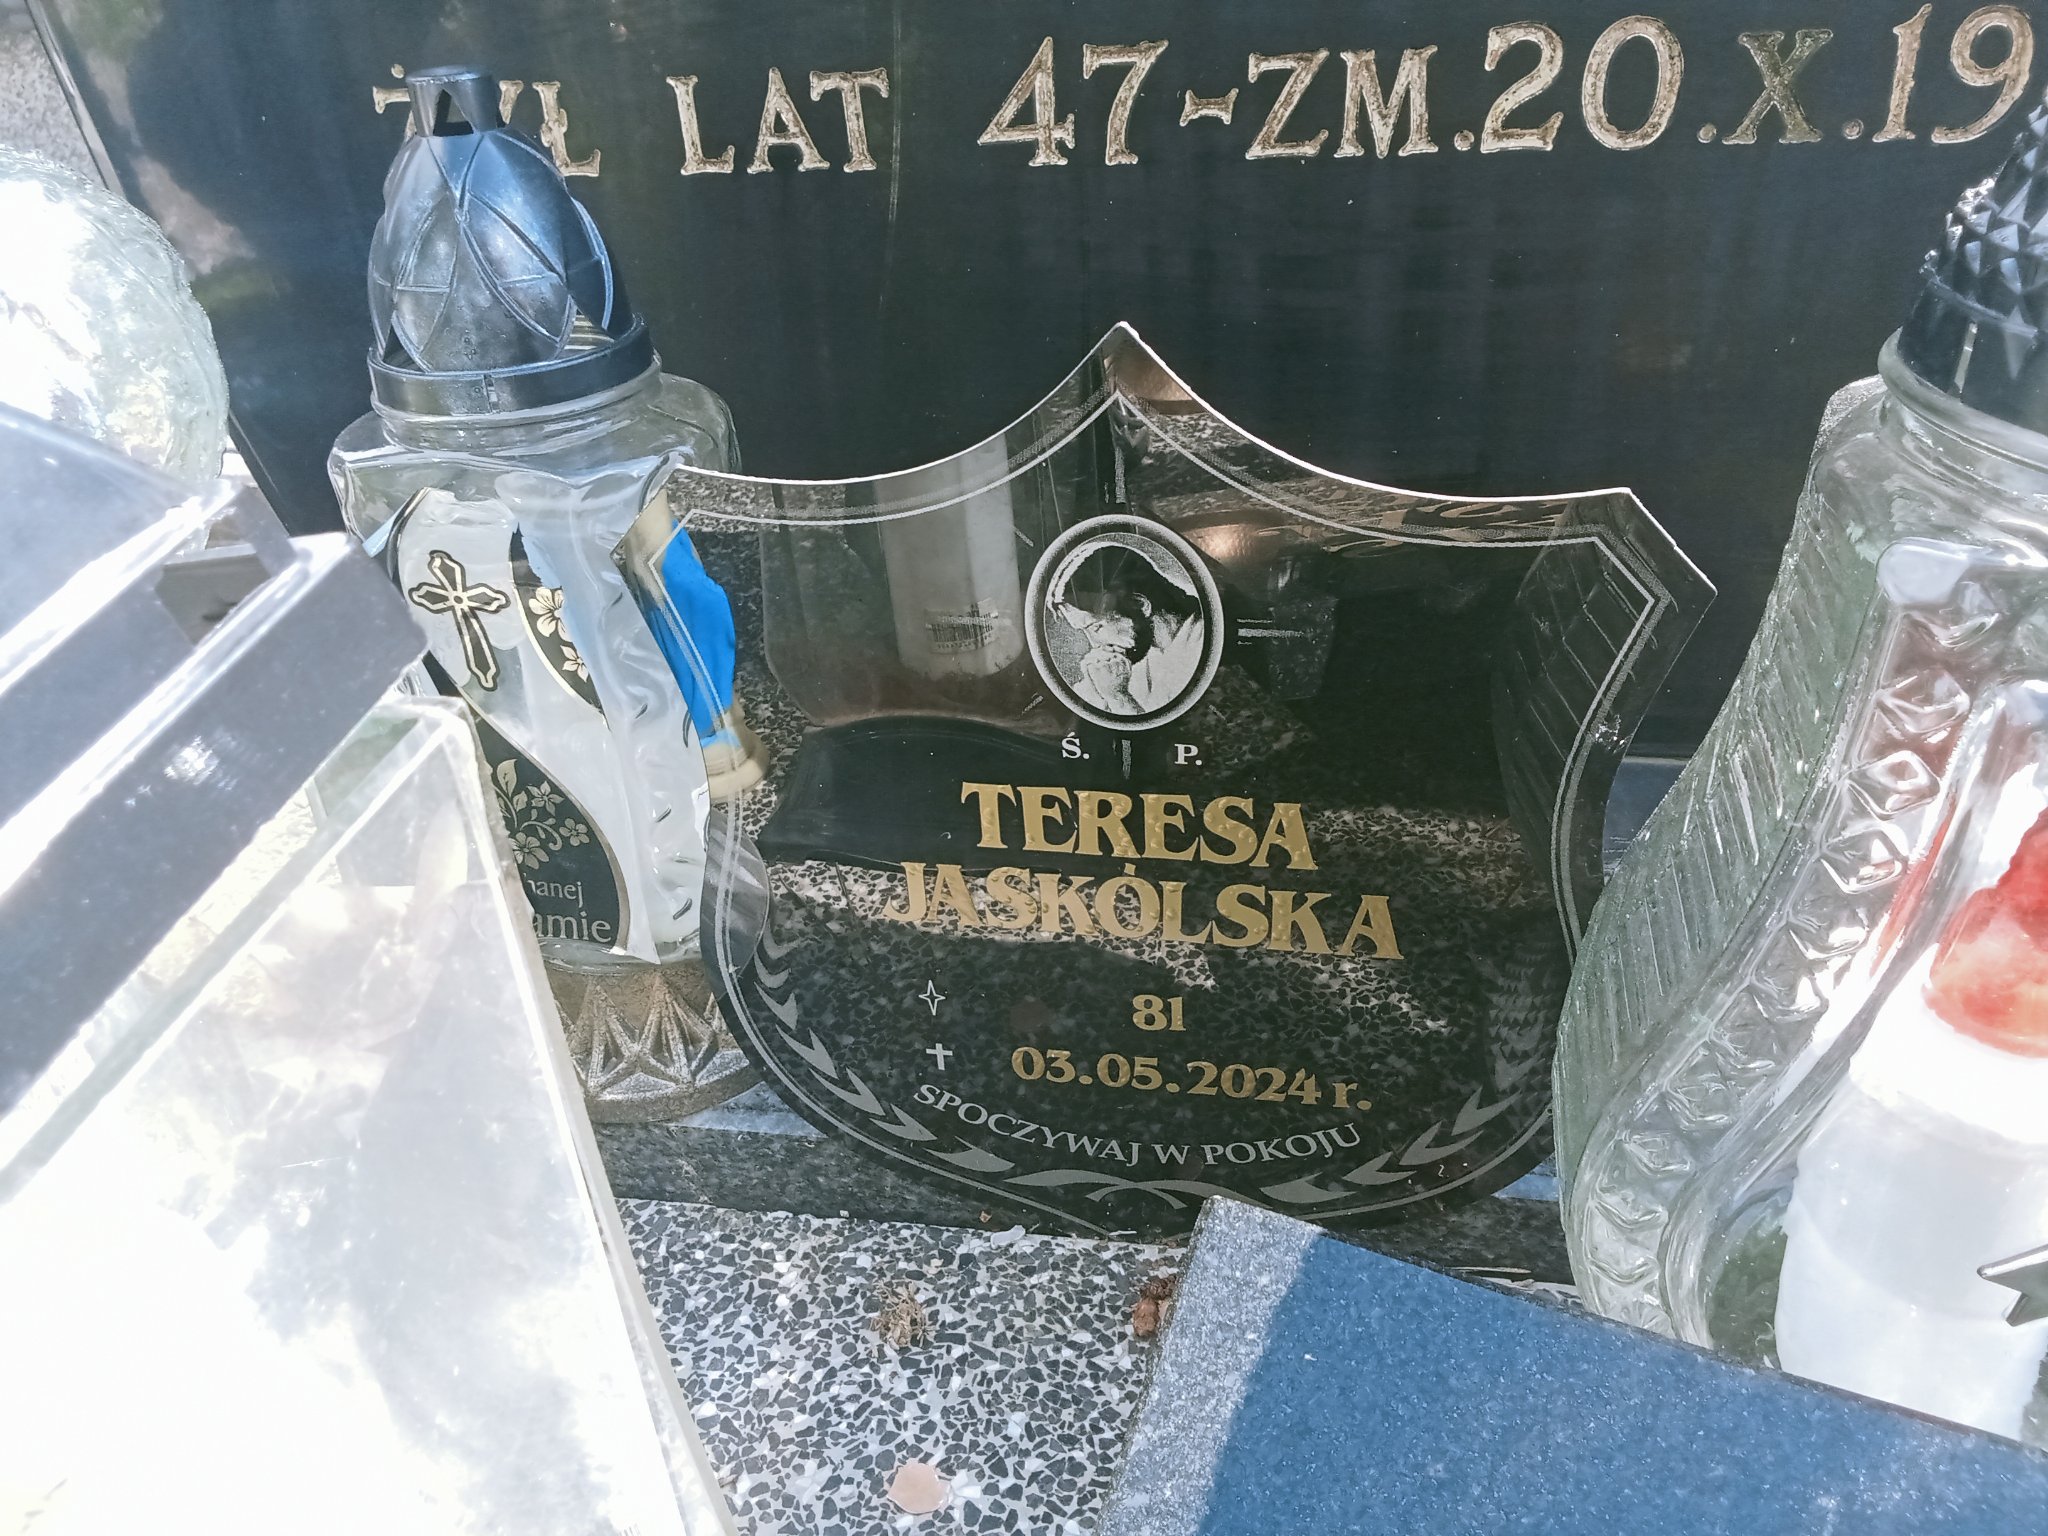 ŻYŁ LAT 47-ZM.20.X.19
Ś. P.
TERESA
JASKÓLSKA
81
03.05.2024 r.
SPOCZYWAJ W POKOJU